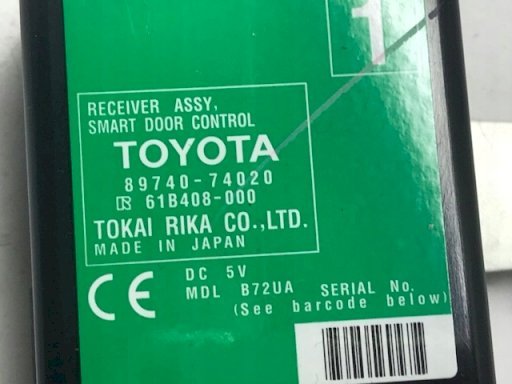 1
RECEIVER ASSY,
SMART DOOR CONTROL
TOYOTA
89740-74020
61B408-000
TOKAI RIKA CO.,LTD.
MADE IN JAPAN
CE
DC 5V
MDL B72UA SERIAL No.
(See barcode below)